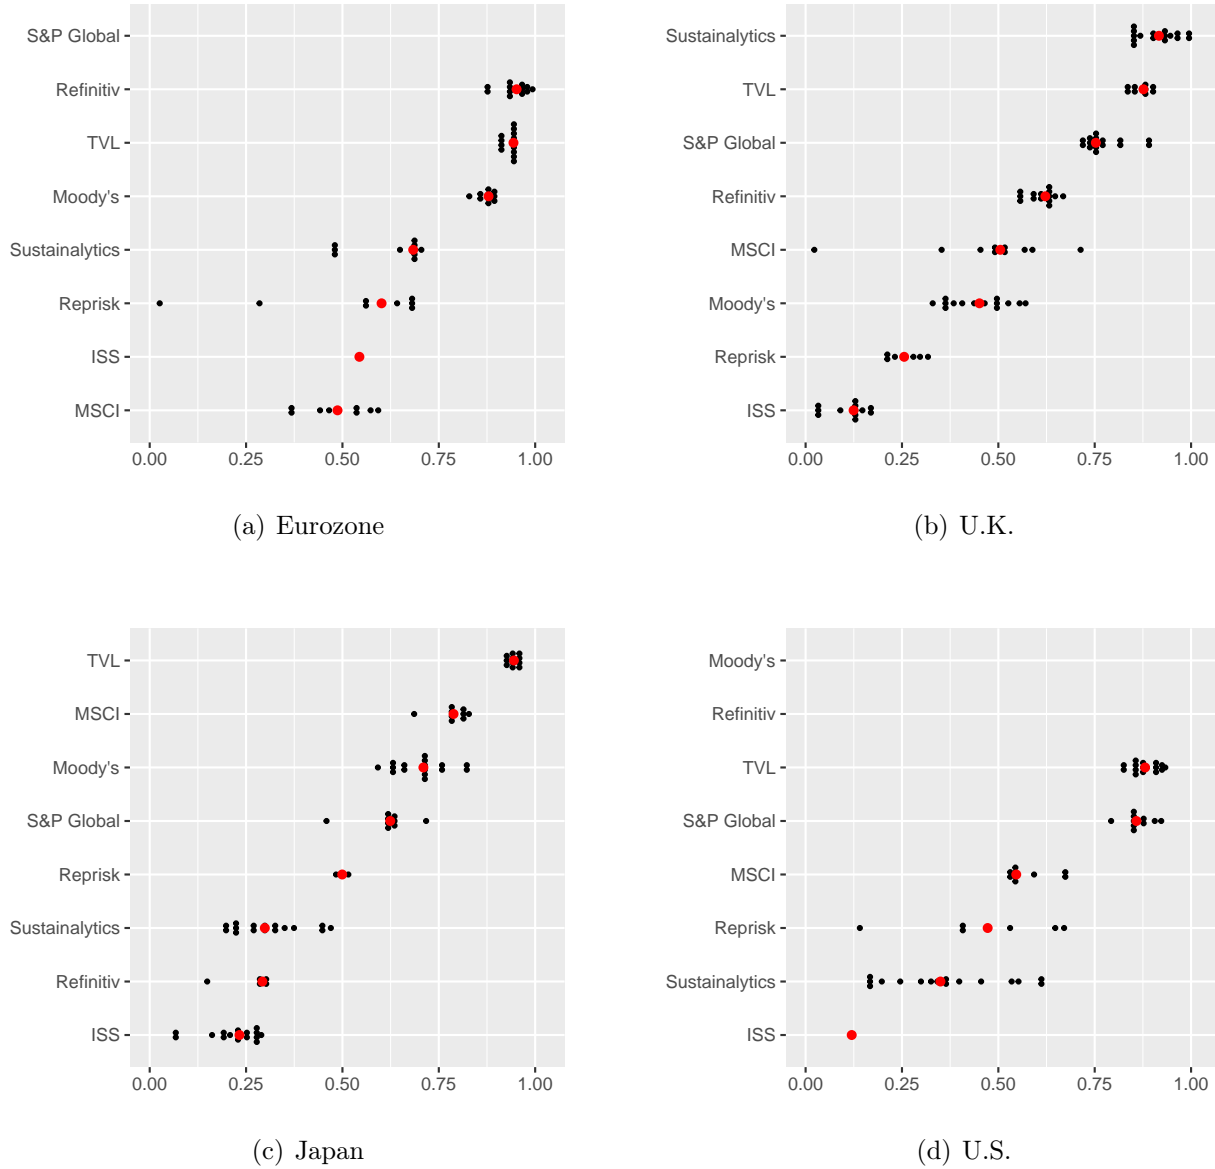 S&P Global
Refinitiv
TVL
Moody's
Sustainalytics
Reprisk
ISS
MSCI
0.00 0.25 0.50 0.75 1.00
(a) Eurozone
Sustainalytics
TVL
S&P Global
Refinitiv
MSCI
Moody's
Reprisk
ISS
0.00 0.25 0.50 0.75 1.00
(b) U.K.
TVL
MSCI
Moody's
S&P Global
Reprisk
Sustainalytics
Refinitiv
ISS
0.00 0.25 0.50 0.75 1.00
(c) Japan
Moody's
Refinitiv
TVL
S&P Global
MSCI
Reprisk
Sustainalytics
ISS
0.00 0.25 0.50 0.75 1.00
(d) U.S.